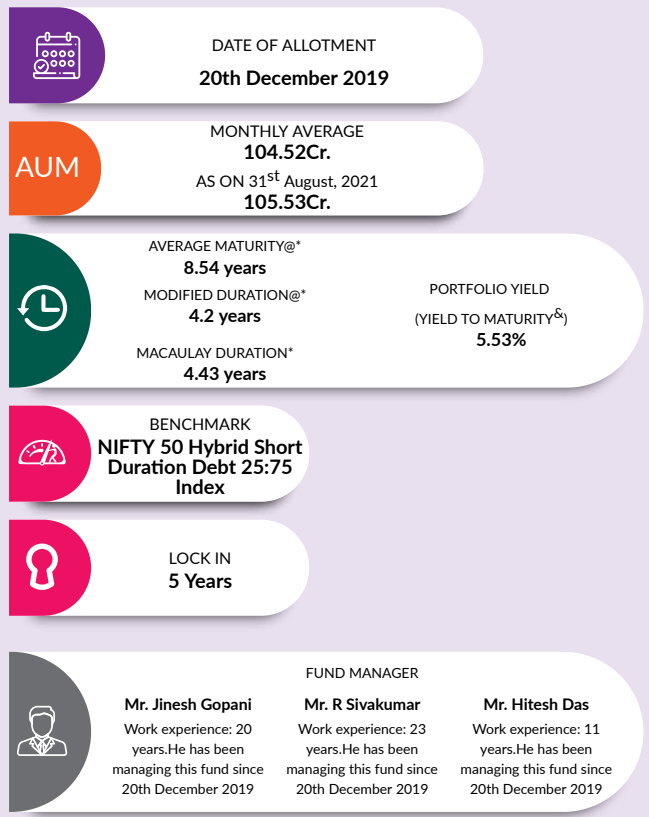 DATE OF ALLOTMENT
20th December 2019
AUM
MONTHLY AVERAGE
104.52Cr.
AS ON 31st August, 2021
105.53Cr.
AVERAGE MATURITY@*
8.54 years
MODIFIED DURATION@*
4.2 years
MACAULAY DURATION*
4.43 years
PORTFOLIO YIELD
(YIELD TO MATURITY&)
5.53%
BENCHMARK
NIFTY 50 Hybrid Short
Duration Debt 25:75
Index
LOCK IN
5 Years
FUND MANAGER
Mr. Jinesh Gopani
Work experience: 20
years.He has been
managing this fund since
20th December 2019
Mr. R Sivakumar
Work experience: 23
years.He has been
managing this fund since
20th December 2019
Mr. Hitesh Das
Work experience: 11
years.He has been
managing this fund since
20th December 2019